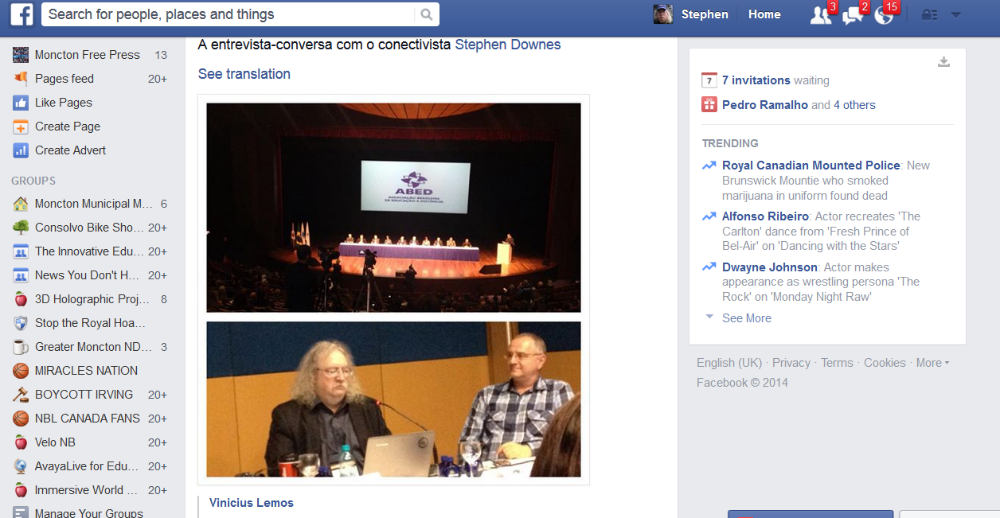 Search for people, places and things
Stephen
Home
3
2
15
Moncton Free Press 13
Pages feed 20+
Like Pages
Create Page
Create Advert
GROUPS
Moncton Municipal M... 6
Consolvo Bike Sho... 20+
The Innovative Edu... 20+
News You Don't H... 20+
3D Holographic Proj... 8
Stop the Royal Hoa...
Greater Moncton ND... 3
MIRACLES NATION
BOYCOTT IRVING 20+
NBL CANADA FANS 20+
Velo NB 20+
AvayaLive for Edu... 20+
Immersive World ... 20+
Manage Your Groups
A entrevista-conversa com o conectivista Stephen Downes
See translation
ABED
ASSOCIAÇÃO BRASILEIRA
DE EDUCAÇÃO A DISTÂNCIA
Vinicius Lemos
7
7 invitations waiting
Pedro Ramalho and 4 others
TRENDING
Royal Canadian Mounted Police: New
Brunswick Mountie who smoked
marijuana in uniform found dead
Alfonso Ribeiro: Actor recreates 'The
Carlton' dance from 'Fresh Prince of
Bel-Air' on 'Dancing with the Stars'
Dwayne Johnson: Actor makes
appearance as wrestling persona 'The
Rock' on 'Monday Night Raw'
See More
English (UK) · Privacy · Terms · Cookies · More
Facebook © 2014